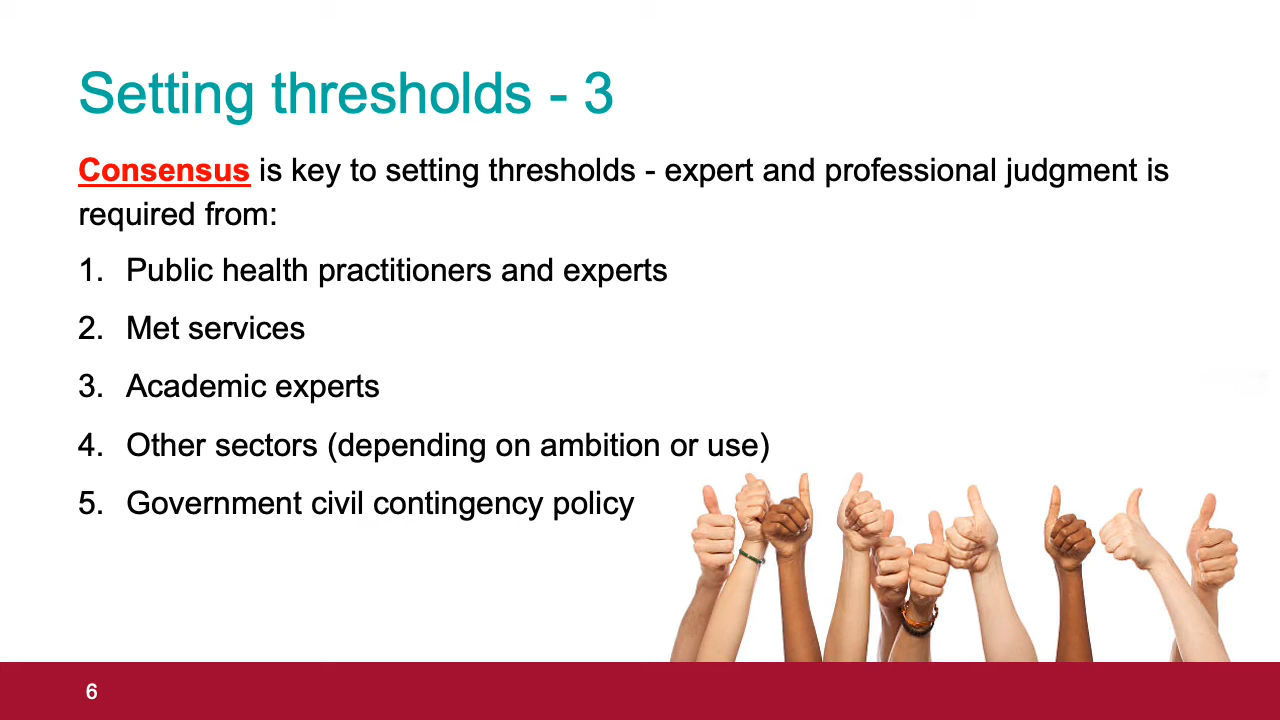 Setting thresholds - 3
Consensus is key to setting thresholds - expert and professional judgment is
required from:
1. Public health practitioners and experts
2. Met services
3. Academic experts
4. Other sectors (depending on ambition or use)
5. Government civil contingency policy
6